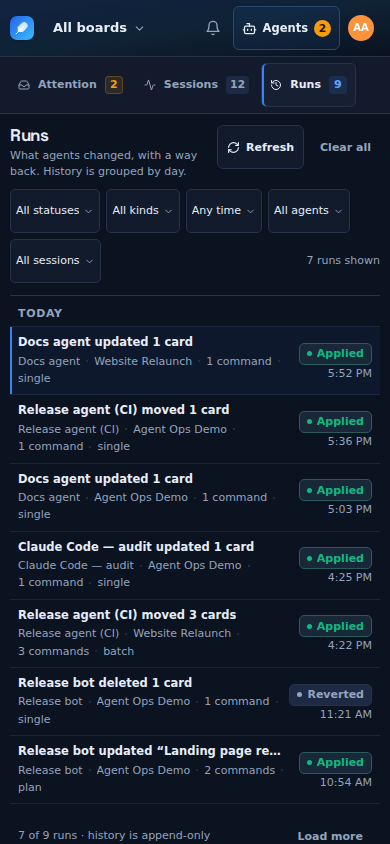 All boards
Agents 2
AA
Attention 2
Sessions 12
Runs 9
Runs
What agents changed, with a way
back. History is grouped by day.
Refresh
Clear all
All statuses
All kinds
Any time
All agents
All sessions
7 runs shown
TODAY
Docs agent updated 1 card
Docs agent · Website Relaunch · 1 command ·
single
Applied
5:52 PM
Release agent (CI) moved 1 card
Release agent (CI) · Agent Ops Demo ·
1 command · single
Applied
5:36 PM
Docs agent updated 1 card
Docs agent · Agent Ops Demo · 1 command ·
single
Applied
5:03 PM
Claude Code — audit updated 1 card
Claude Code — audit · Agent Ops Demo ·
1 command · single
Applied
4:25 PM
Release agent (CI) moved 3 cards
Release agent (CI) · Website Relaunch ·
3 commands · batch
Applied
4:22 PM
Release bot deleted 1 card
Release bot · Agent Ops Demo · 1 command ·
single
Reverted
11:21 AM
Release bot updated “Landing page re…
Release bot · Agent Ops Demo · 2 commands ·
plan
Applied
10:54 AM
7 of 9 runs · history is append-only
Load more